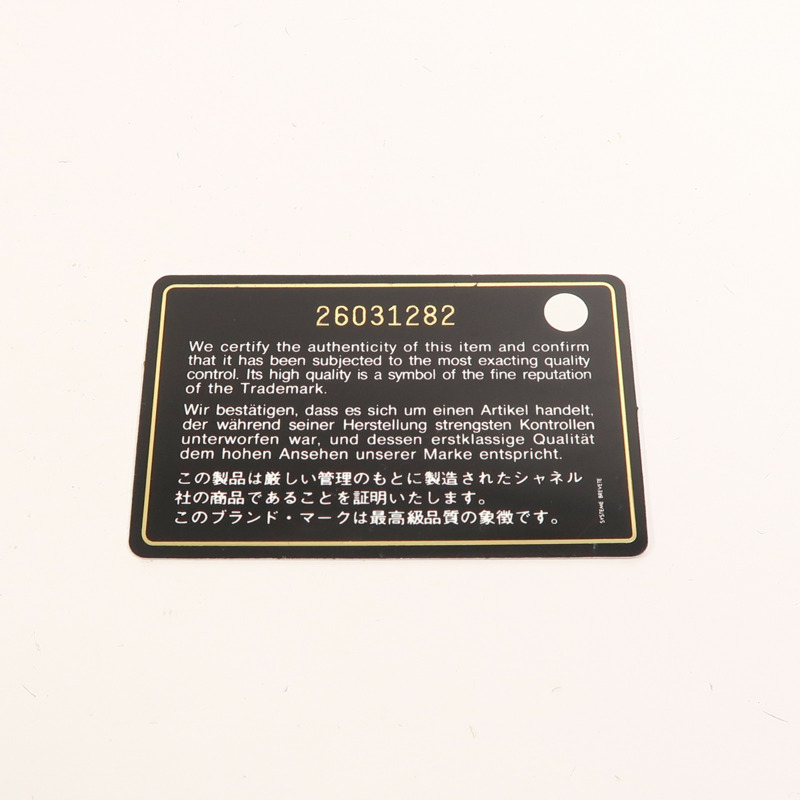 26031282
We certify the authenticity of this item and confirm
that it has been subjected to the most exacting quality
control. Its high quality is a symbol of the fine reputation
of the Trademark.
Wir bestätigen, dass es sich um einen Artikel handelt,
der während seiner Herstellung strengsten Kontrollen
unterworfen war, und dessen erstklassige Qualität
dem hohen Ansehen unserer Marke entspricht.
この製品は厳しい管理のもとに製造されたシャネル
社の商品であることを証明いたします。
このブランド・マークは最高級品質の象徴です。
SYSTEME BREVETE